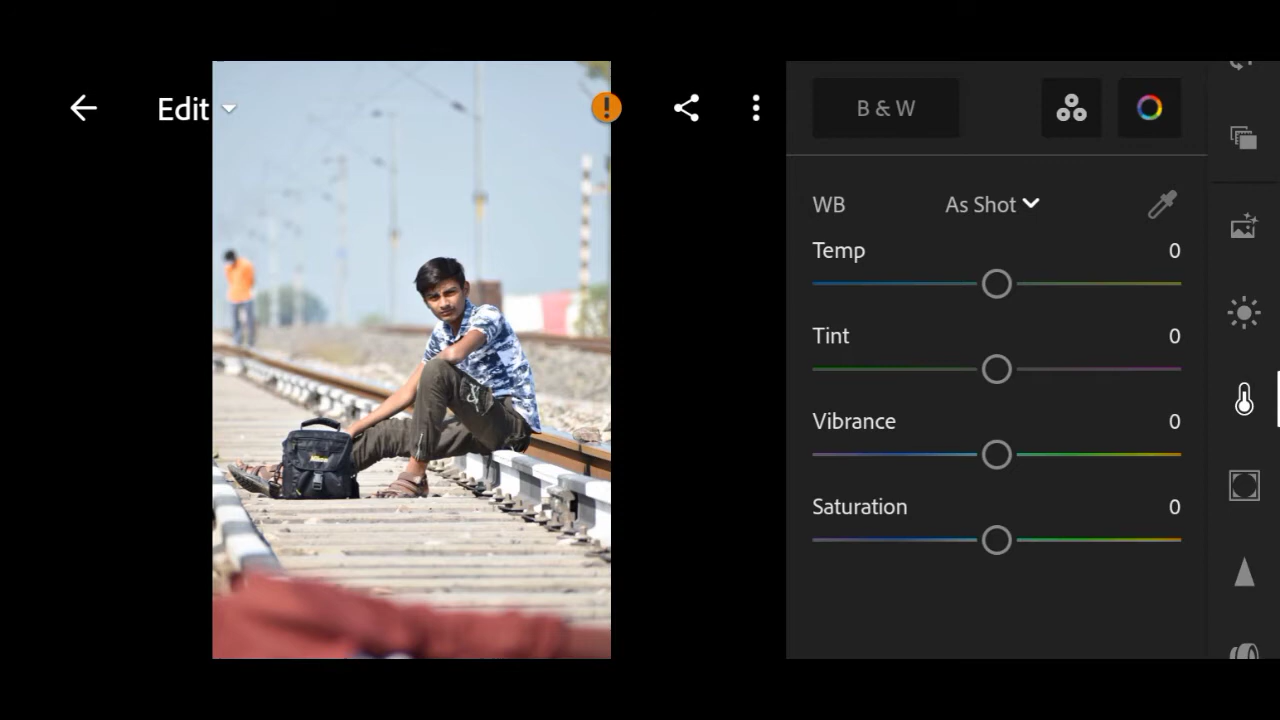 Edit
B & W
WB As Shot
Temp 0
Tint 0
Vibrance 0
Saturation 0